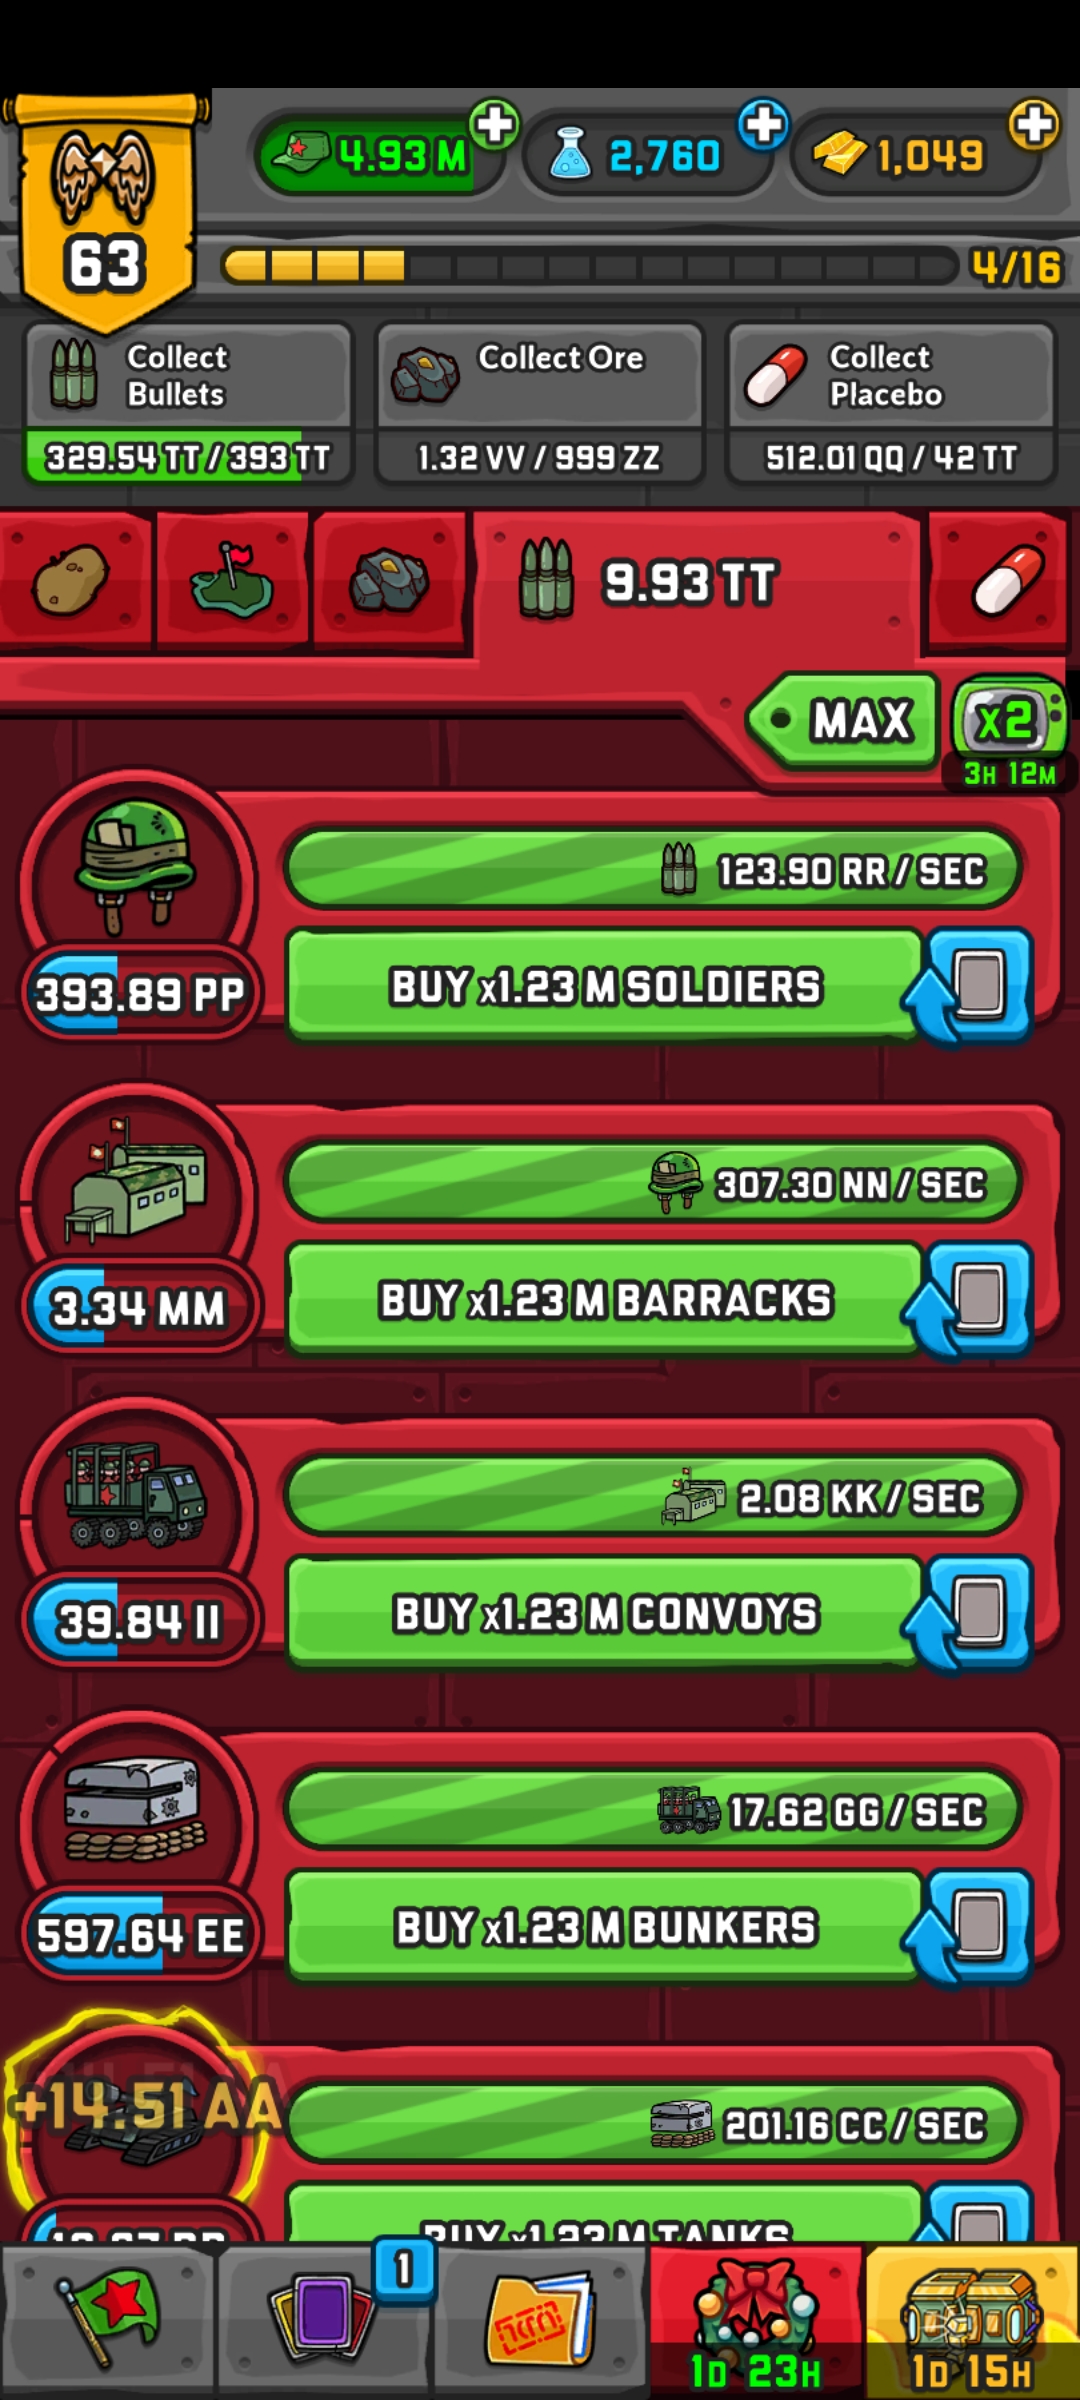 4.93 M
2,760
1,049
63
4/16
Collect
Bullets
329.54 TT / 393 TT
Collect Ore
1.32 VV / 999 ZZ
Collect
Placebo
512.01 QQ / 42 TT
9.93 TT
MAX
x2
3H 12M
123.90 RR / SEC
393.89 PP
BUY x1.23 M SOLDIERS
307.30 NN / SEC
3.34 MM
BUY x1.23 M BARRACKS
2.08 KK / SEC
39.84 II
BUY x1.23 M CONVOYS
17.62 GG / SEC
597.64 EE
BUY x1.23 M BUNKERS
+14.51 AA
201.16 CC / SEC
BUY x1.23 M TANKS
1
1D 23H
1D 15H